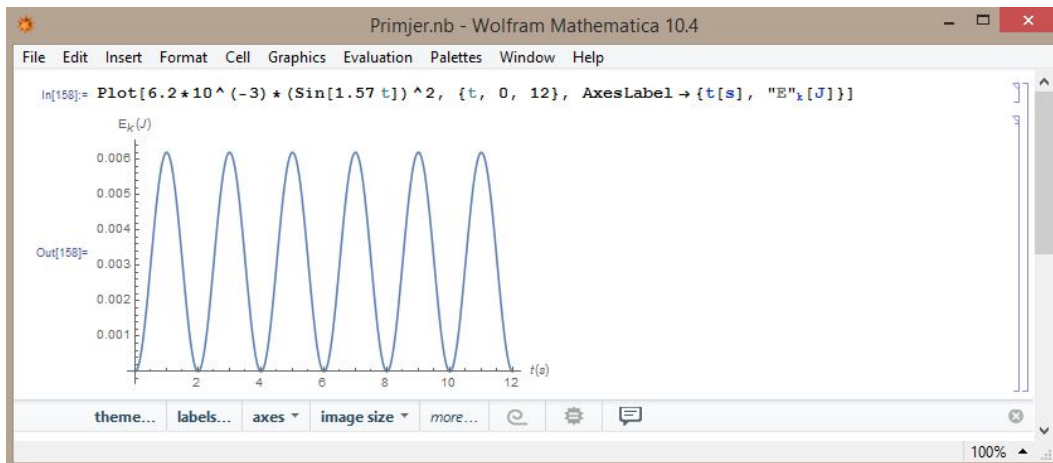 Primjer.nb - Wolfram Mathematica 10.4
File Edit Insert Format Cell Graphics Evaluation Palettes Window Help
In[158]:= Plot[6.2*10^(-3)*(Sin[1.57 t])^2, {t, 0, 12}, AxesLabel→{t[s], "E"k[J]}]
Ek(J)
0.006
0.005
0.004
Out[158]=
0.003
0.002
0.001
2 4 6 8 10 12 t(s)
theme... labels... axes image size more...
100%